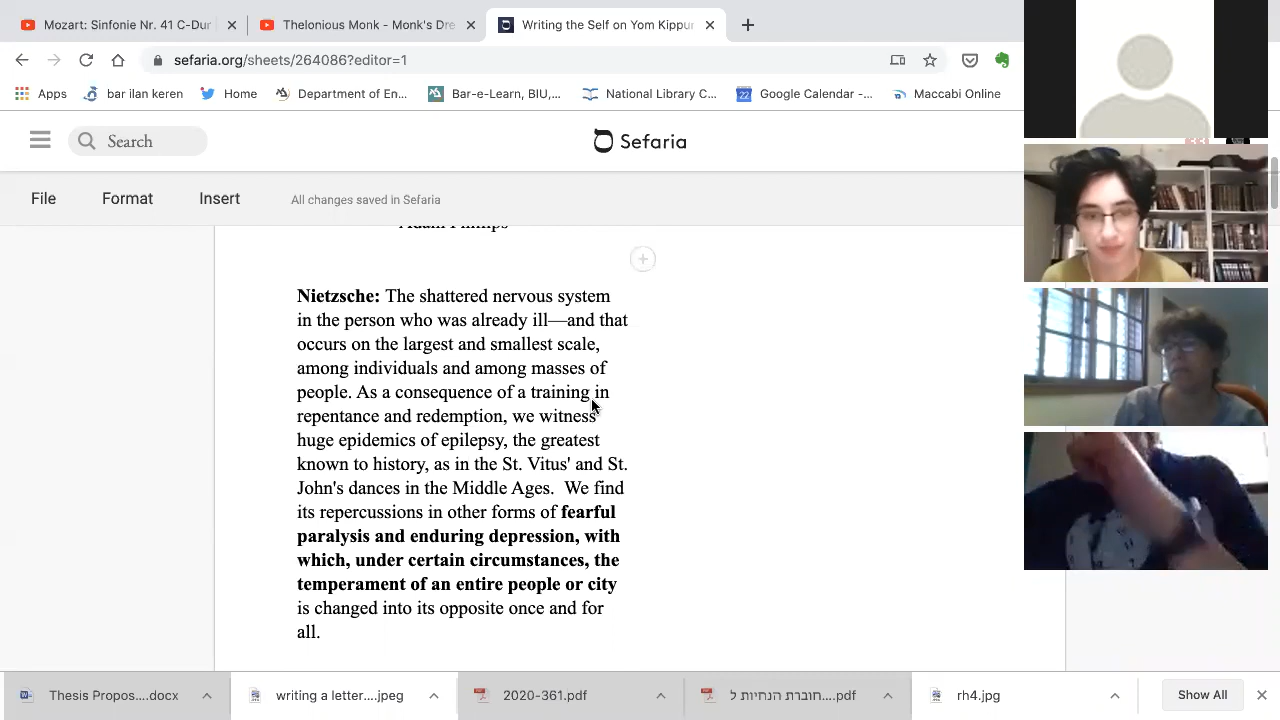 Mozart: Sinfonie Nr. 41 C-Dur
Thelonious Monk - Monk's Dre
Writing the Self on Yom Kippur
sefaria.org/sheets/264086?editor=1
Apps
bar ilan keren
Home
Department of En...
Bar-e-Learn, BIU,...
National Library C...
Google Calendar -...
Maccabi Online
Search
Sefaria
File Format Insert All changes saved in Sefaria
Adam Phillips
Nietzsche: The shattered nervous system
in the person who was already ill—and that
occurs on the largest and smallest scale,
among individuals and among masses of
people. As a consequence of a training in
repentance and redemption, we witness
huge epidemics of epilepsy, the greatest
known to history, as in the St. Vitus' and St.
John's dances in the Middle Ages.  We find
its repercussions in other forms of fearful
paralysis and enduring depression, with
which, under certain circumstances, the
temperament of an entire people or city
is changed into its opposite once and for
all.
Thesis Propos....docx
writing a letter....jpeg
2020-361.pdf
חוברת הנחיות ל....pdf
rh4.jpg
Show All